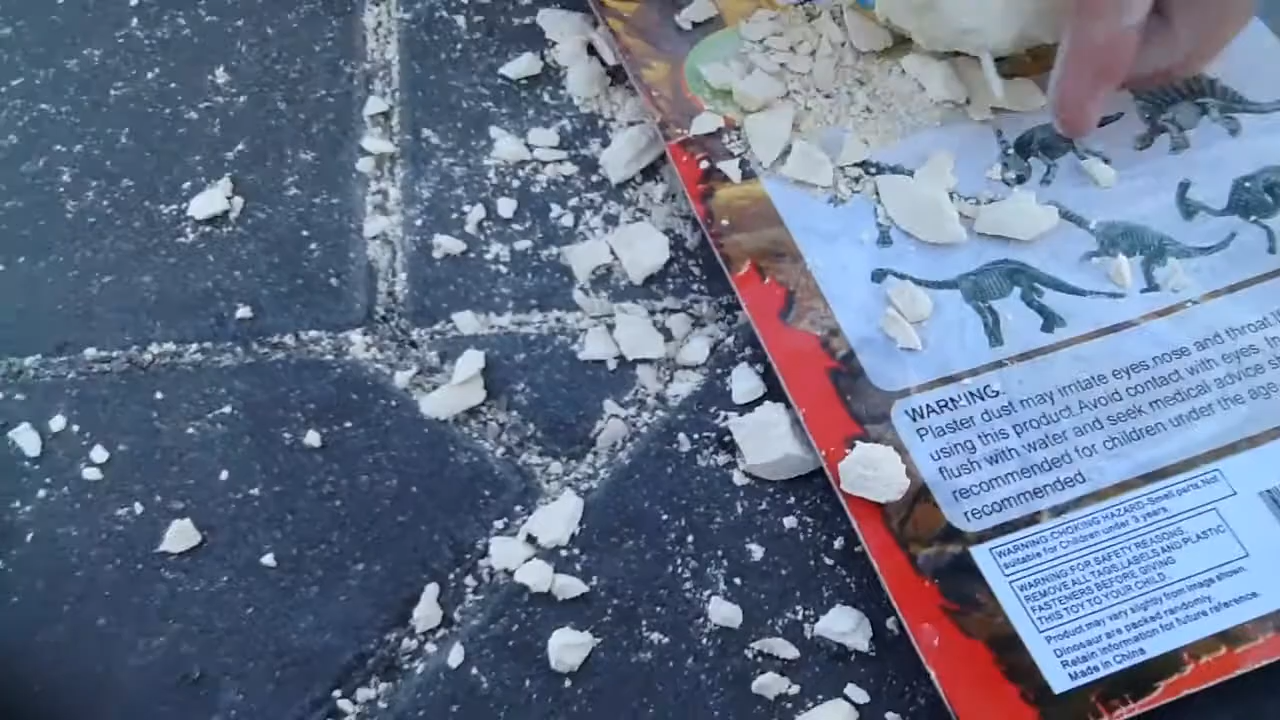 WARNING.
Plaster dust may irritate eyes,nose and throat.
using this product.Avoid contact with eyes.
flush with water and seek medical advice
recommended for children under the age
recommended.
WARNING:CHOKING HAZARD-Small parts.Not
suitable for Children under 3 years.
WARNING:FOR SAFETY REASONS,
REMOVE ALL TAGS,LABELS AND PLASTIC
FASTENERS BEFORE GIVING
THIS TOY TO YOUR CHILD.
Product may vary slightly from image shown.
Dinosaur are packed randomly.
Retain information for future reference.
Made in China